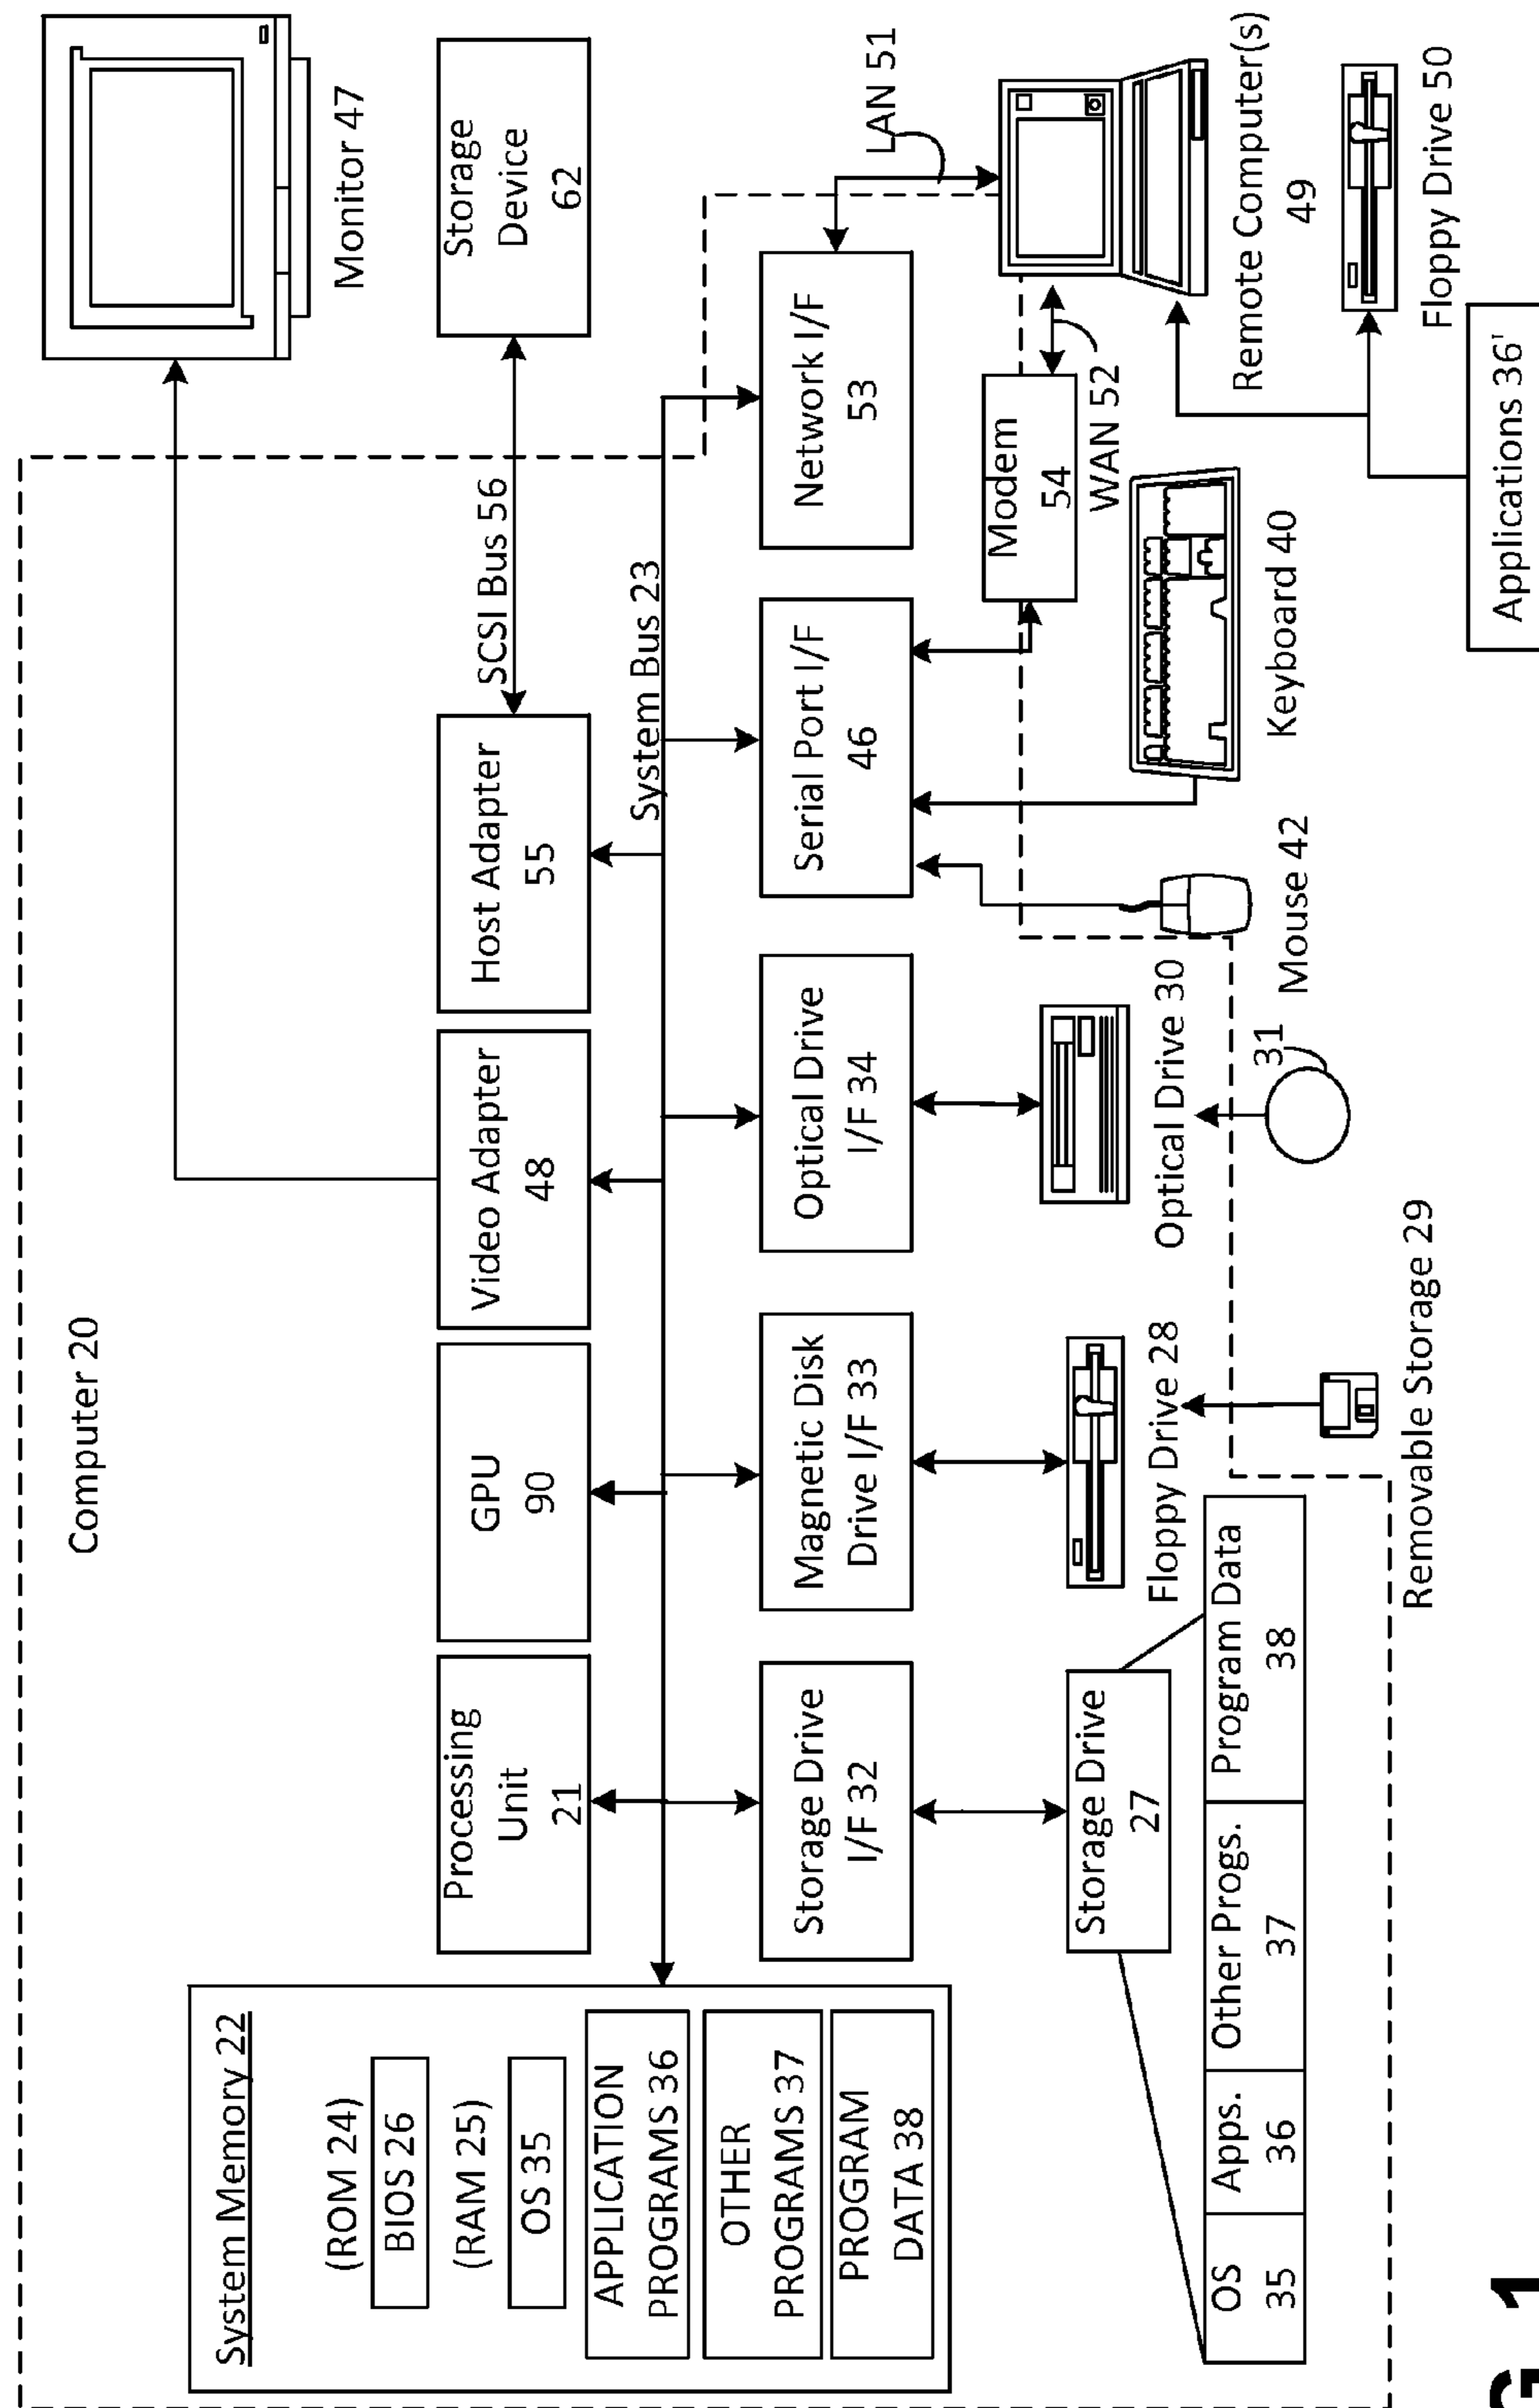 Computer 20
System Memory 22
(ROM 24)
BIOS 26
(RAM 25)
OS 35
APPLICATION
PROGRAMS 36
OTHER
PROGRAMS 37
PROGRAM
DATA 38
Processing
Unit
21
GPU
90
Video Adapter
48
Host Adapter
55
SCSI Bus 56
Storage
Device
62
Monitor 47
System Bus 23
Storage Drive
I/F 32
Magnetic Disk
Drive I/F 33
Optical Drive
I/F 34
Serial Port I/F
46
Network I/F
53
LAN 51
Modem
54
WAN 52
Storage Drive
27
Floppy Drive 28
Optical Drive 30
31
Mouse 42
Keyboard 40
Remote Computer(s)
49
Floppy Drive 50
Applications 36'
OS
35
Apps.
36
Other Progs.
37
Program Data
38
Removable Storage 29
G 1